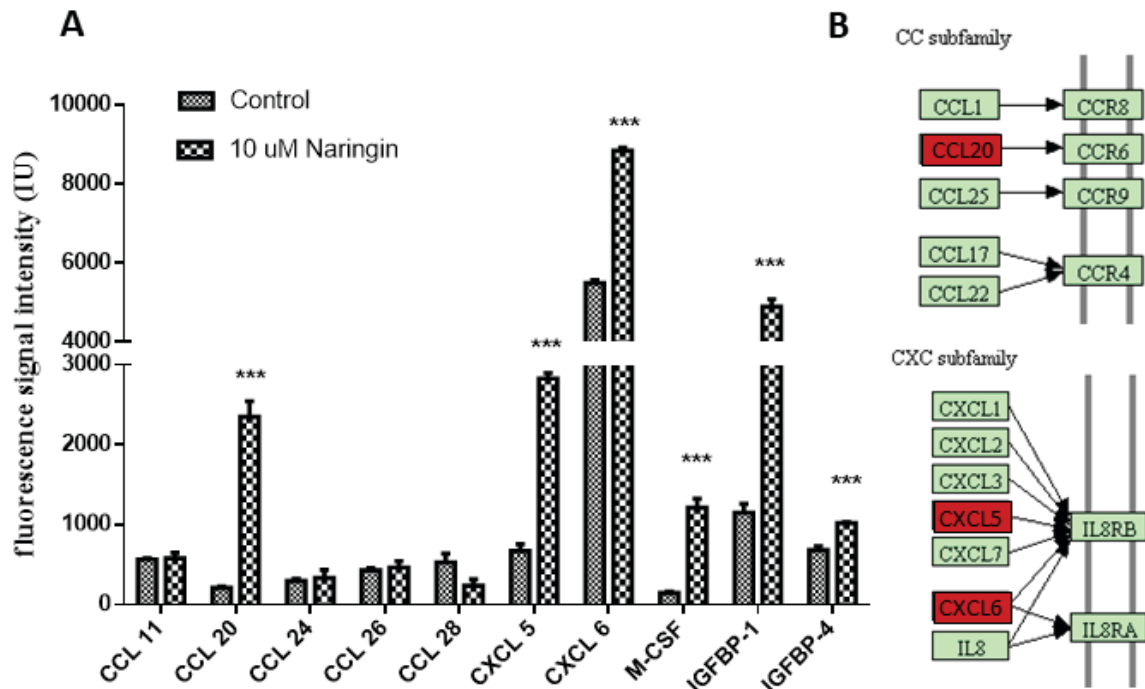 A
Control
10 uM Naringin
fluorescence signal intensity (IU)
10000
8000
6000
4000
3000
2000
1000
0
***
***
***
***
***
***
CCL 11
CCL 20
CCL 24
CCL 26
CCL 28
CXCL 5
CXCL 6
M-CSF
IGFBP-1
IGFBP-4
B
CC subfamily
CCL1 CCR8
CCL20 CCR6
CCL25 CCR9
CCL17
CCR4
CCL22
CXC subfamily
CXCL1
CXCL2
CXCL3
CXCL5 IL8RB
CXCL7
CXCL6
IL8RA
IL8